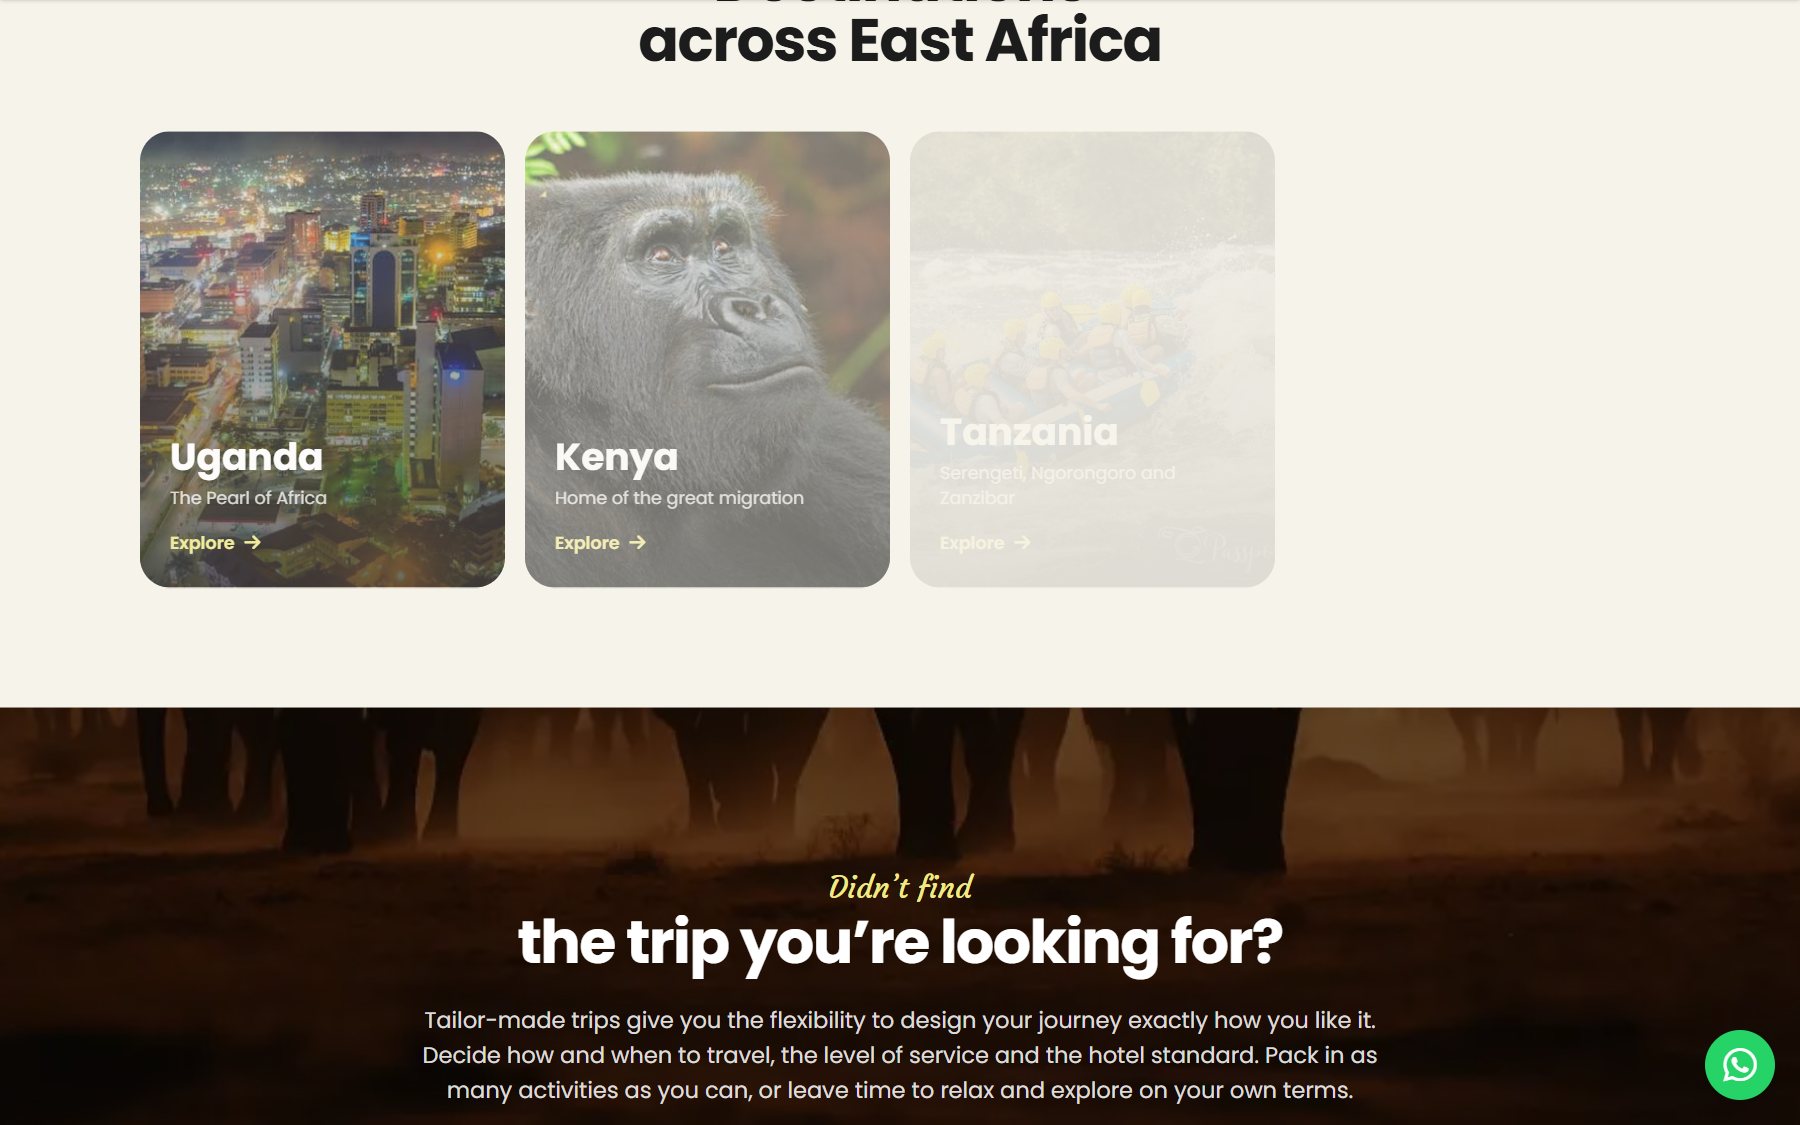 across East Africa
Uganda
The Pearl of Africa
Explore
Kenya
Home of the great migration
Explore
Tanzania
Serengeti, Ngorongoro and
Zanzibar
Explore
Didn’t find
the trip you’re looking for?
Tailor-made trips give you the flexibility to design your journey exactly how you like it.
Decide how and when to travel, the level of service and the hotel standard. Pack in as
many activities as you can, or leave time to relax and explore on your own terms.